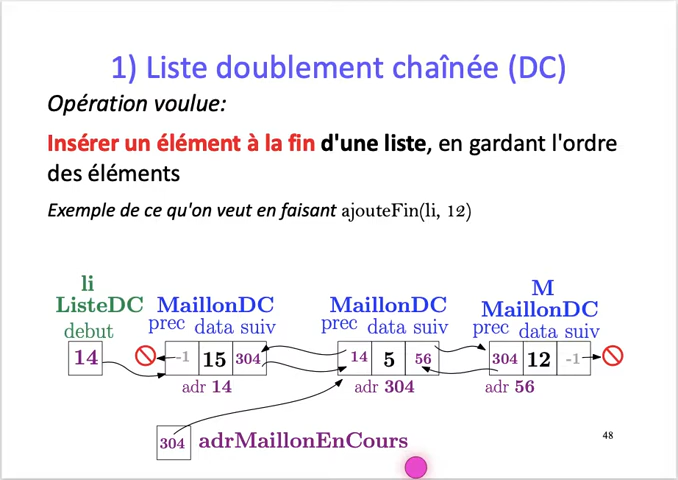 1) Liste doublement chaînée (DC)
Opération voulue:
Insérer un élément à la fin d'une liste, en gardant l'ordre
des éléments
Exemple de ce qu'on veut en faisant ajouteFin(li, 12)
li
ListeDC
debut
14
MaillonDC
prec data suiv
-1 15 304
adr 14
MaillonDC
prec data suiv
14 5 56
adr 304
M
MaillonDC
prec data suiv
304 12 -1
adr 56
304 adrMaillonEnCours
48